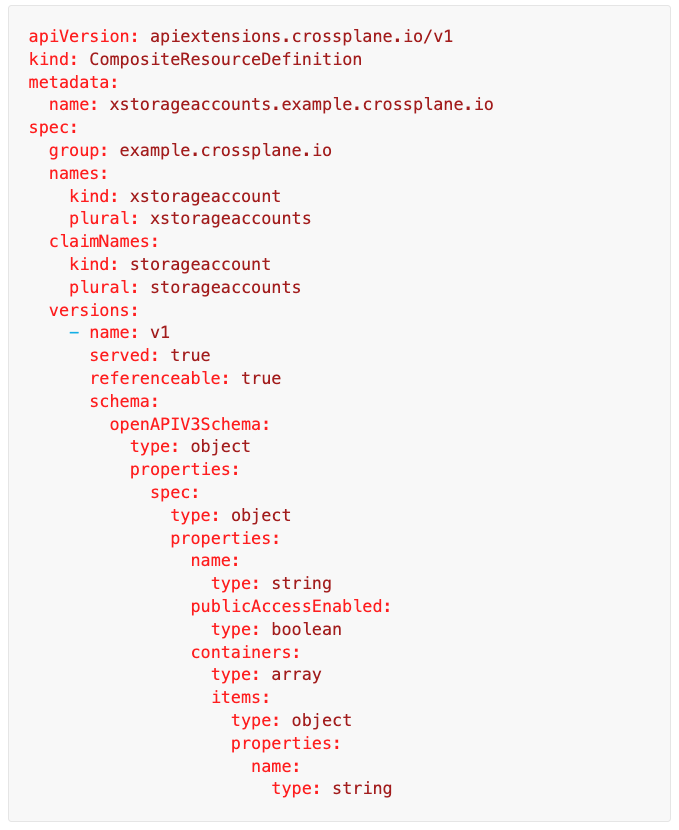 apiVersion: apiextensions.crossplane.io/v1
kind: CompositeResourceDefinition
metadata:
  name: xstorageaccounts.example.crossplane.io
spec:
  group: example.crossplane.io
  names:
    kind: xstorageaccount
    plural: xstorageaccounts
  claimNames:
    kind: storageaccount
    plural: storageaccounts
  versions:
    - name: v1
      served: true
      referenceable: true
      schema:
        openAPIV3Schema:
          type: object
          properties:
            spec:
              type: object
              properties:
                name:
                  type: string
                publicAccessEnabled:
                  type: boolean
                containers:
                  type: array
                  items:
                    type: object
                    properties:
                      name:
                        type: string